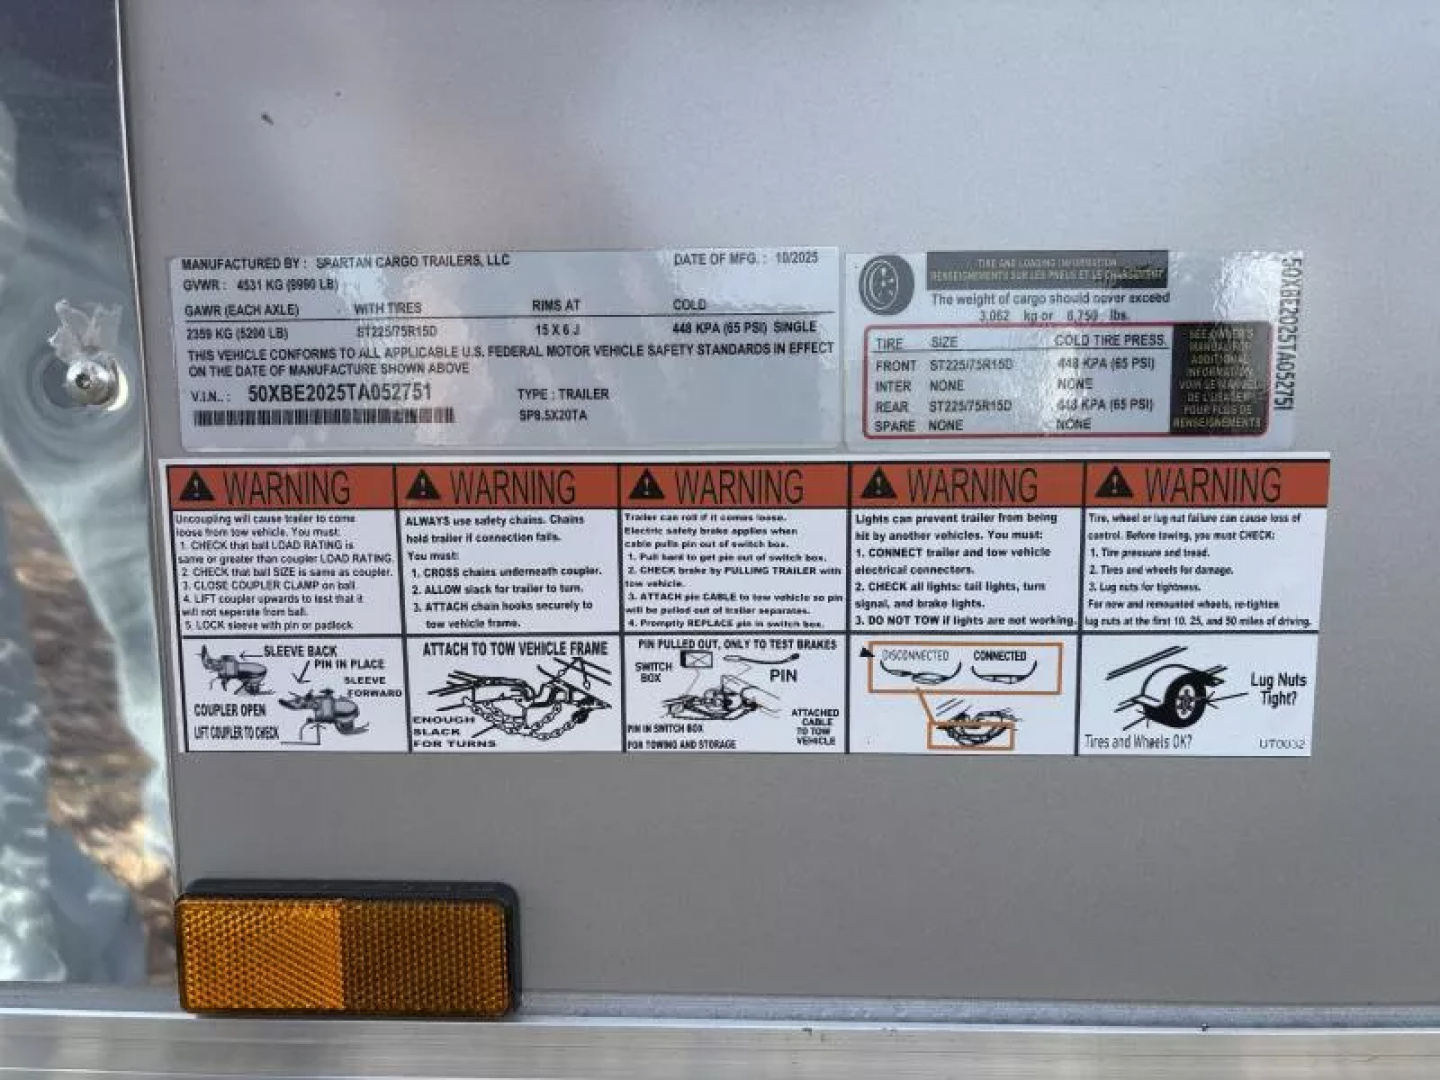 MANUFACTURED BY : SPARTAN CARGO TRAILERS, LLC DATE OF MFG. : 10/2025
GVWR : 4531 KG (9990 LB)
GAWR (EACH AXLE) WITH TIRES RIMS AT COLD
2359 KG (5200 LB) ST225/75R15D 15 X 6 J 448 KPA (65 PSI) SINGLE
THIS VEHICLE CONFORMS TO ALL APPLICABLE U.S. FEDERAL MOTOR VEHICLE SAFETY STANDARDS IN EFFECT
ON THE DATE OF MANUFACTURE SHOWN ABOVE
V.I.N.. : 50XBE2025TA052751 TYPE : TRAILER
SP8.5X20TA
TIRE AND LOADING INFORMATION
RENSEIGNEMENTS SUR LES PNEUS ET LE CHARGEMENT
The weight of cargo should never exceed
3,062 kg or 6,750 lbs.
TIRE SIZE COLD TIRE PRESS.
FRONT ST225/75R15D 448 KPA (65 PSI)
INTER NONE NONE
REAR ST225/75R15D 448 KPA (65 PSI)
SPARE NONE NONE
SEE OWNER'S
MANUAL FOR
ADDITIONAL
INFORMATION
VOIR LE MANUEL
DE L'USAGER
POUR PLUS DE
RENSEIGNEMENTS
50XBE2025TA052751
WARNING
Uncoupling will cause trailer to come
loose from tow vehicle. You must:
1. CHECK that ball LOAD RATING is
same or greater than coupler LOAD RATING.
2. CHECK that ball SIZE is same as coupler.
3. CLOSE COUPLER CLAMP on ball.
4. LIFT coupler upwards to test that it
will not seperate from ball.
5. LOCK sleeve with pin or padlock
SLEEVE BACK
PIN IN PLACE
SLEEVE
FORWARD
COUPLER OPEN
LIFT COUPLER TO CHECK
WARNING
ALWAYS use safety chains. Chains
hold trailer if connection fails.
You must:
1. CROSS chains underneath coupler.
2. ALLOW slack for trailer to turn.
3. ATTACH chain hooks securely to
tow vehicle frame.
ATTACH TO TOW VEHICLE FRAME
ENOUGH
SLACK
FOR TURNS
WARNING
Trailer can roll if it comes loose.
Electric safety brake applies when
cable pulls pin out of switch box.
1. Pull hard to get pin out of switch box.
2. CHECK brake by PULLING TRAILER with
tow vehicle.
3. ATTACH pin CABLE to tow vehicle so pin
will be pulled out of trailer separates.
4. Promptly REPLACE pin in switch box.
PIN PULLED OUT, ONLY TO TEST BRAKES
SWITCH
BOX
PIN
ATTACHED
CABLE
TO TOW
VEHICLE
PIN IN SWITCH BOX
FOR TOWING AND STORAGE
WARNING
Lights can prevent trailer from being
hit by another vehicles. You must:
1. CONNECT trailer and tow vehicle
electrical connectors.
2. CHECK all lights: tail lights, turn
signal, and brake lights.
3. DO NOT TOW if lights are not working.
DISCONNECTED CONNECTED
WARNING
Tire, wheel or lug nut failure can cause loss of
control. Before towing, you must CHECK:
1. Tire pressure and tread.
2. Tires and wheels for damage.
3. Lug nuts for tightness.
For new and remounted wheels, re-tighten
lug nuts at the first 10, 25, and 50 miles of driving.
Lug Nuts
Tight?
Tires and Wheels OK?
UT0032